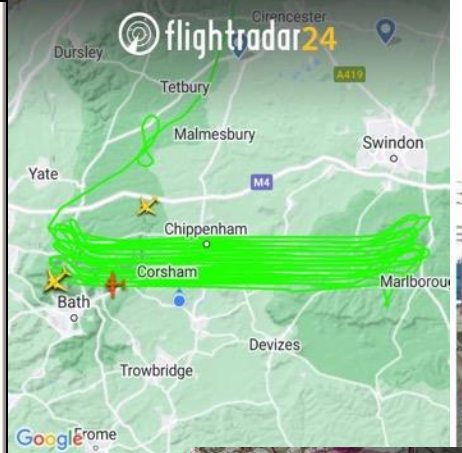 Cirencester
flightradar24
Dursley
A419
Tetbury
Malmesbury
Swindon
Yate
M4
Chippenham
Corsham
Marlborou
Bath
Devizes
Trowbridge
Google
Frome